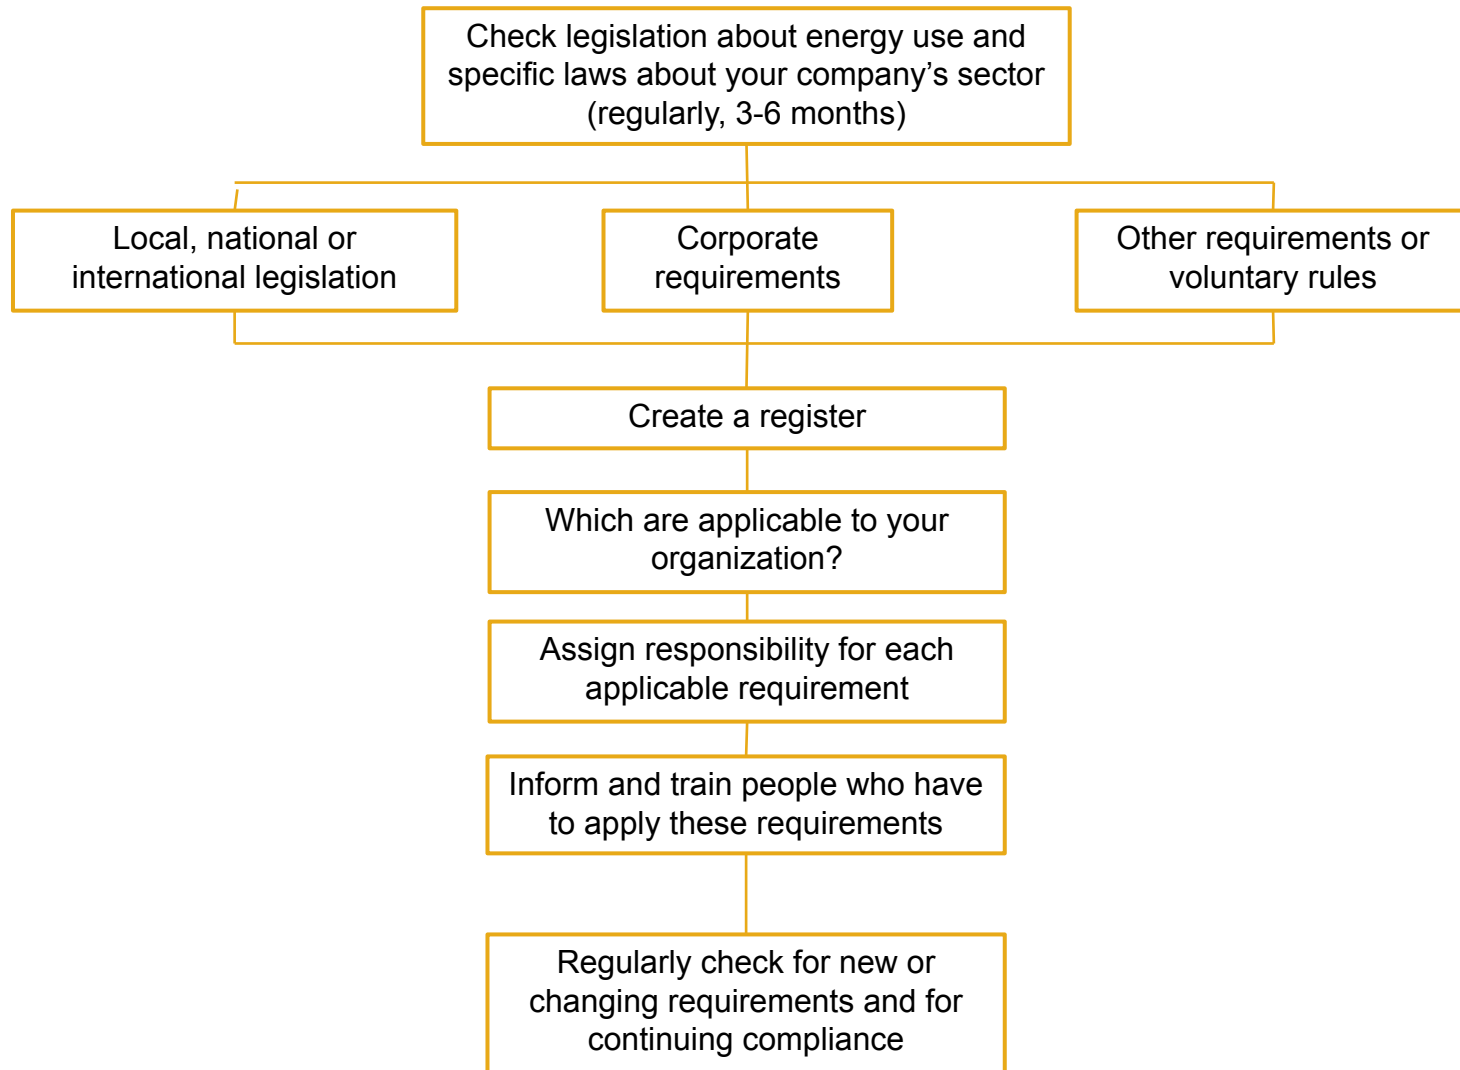 Check legislation about energy use and
specific laws about your company’s sector
(regularly, 3-6 months)
Local, national or
international legislation
Corporate
requirements
Other requirements or
voluntary rules
Create a register
Which are applicable to your
organization?
Assign responsibility for each
applicable requirement
Inform and train people who have
to apply these requirements
Regularly check for new or
changing requirements and for
continuing compliance